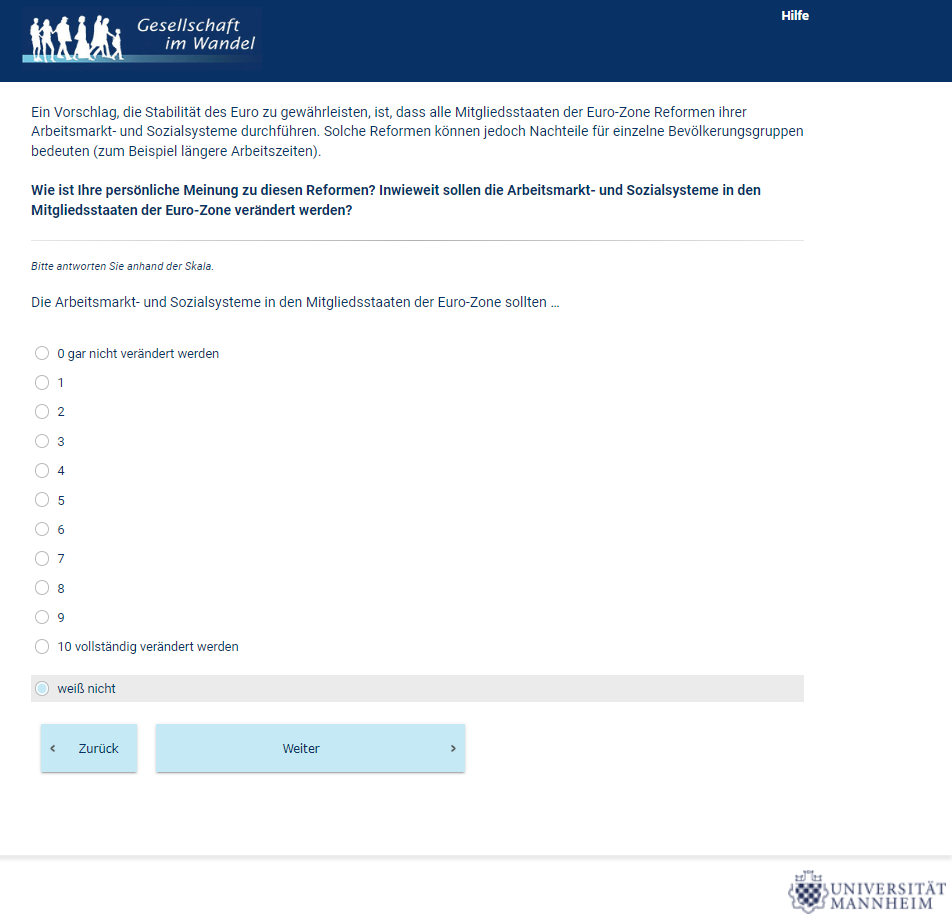 Gesellschaft
im Wandel
Hilfe
Ein Vorschlag, die Stabilität des Euro zu gewährleisten, ist, dass alle Mitgliedsstaaten der Euro-Zone Reformen ihrer
Arbeitsmarkt- und Sozialsysteme durchführen. Solche Reformen können jedoch Nachteile für einzelne Bevölkerungsgruppen
bedeuten (zum Beispiel längere Arbeitszeiten).
Wie ist Ihre persönliche Meinung zu diesen Reformen? Inwieweit sollen die Arbeitsmarkt- und Sozialsysteme in den
Mitgliedsstaaten der Euro-Zone verändert werden?
Bitte antworten Sie anhand der Skala.
Die Arbeitsmarkt- und Sozialsysteme in den Mitgliedsstaaten der Euro-Zone sollten ...
0 gar nicht verändert werden
1
2
3
4
5
6
7
8
9
10 vollständig verändert werden
weiß nicht
‹ Zurück
Weiter ›
UNIVERSITÄT
MANNHEIM